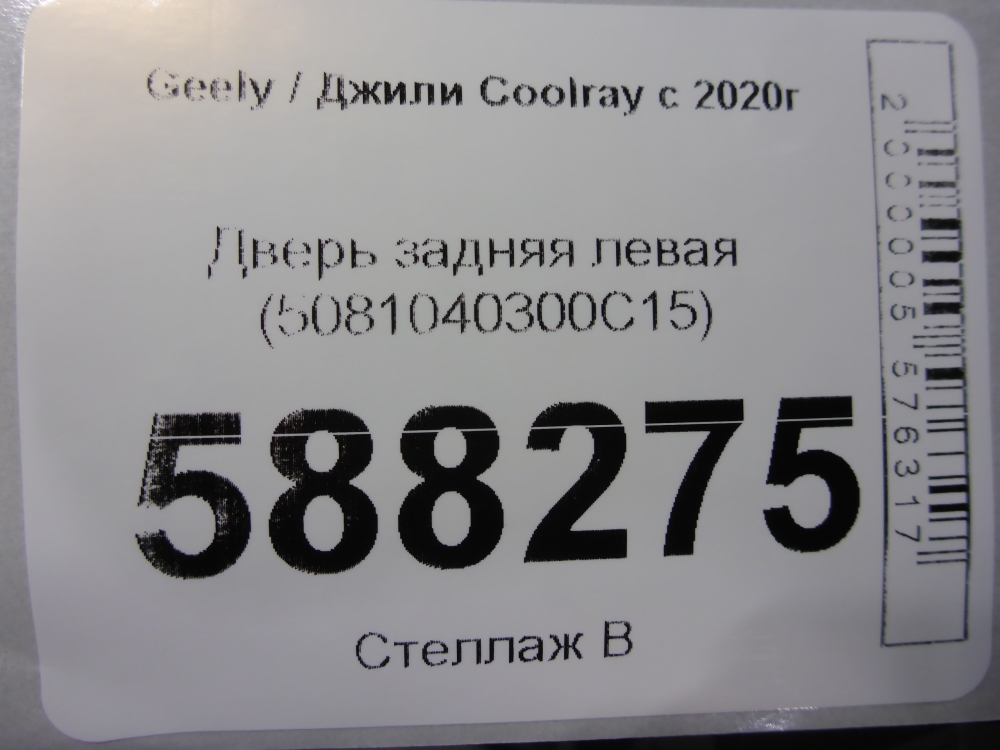 Geely / Джили Coolray с 2020г
Дверь задняя левая
(5081040300C15)
588275
Стеллаж В
2000005576317